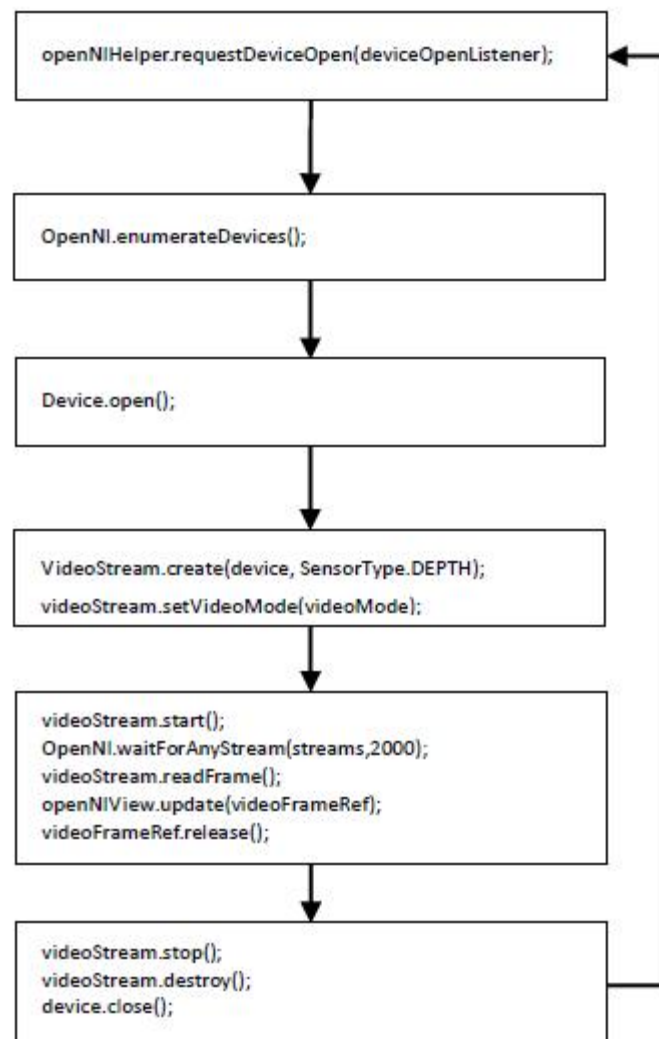 openNIHelper.requestDeviceOpen(deviceOpenListener);
OpenNI.enumerateDevices();
Device.open();
VideoStream.create(device, SensorType.DEPTH);
videoStream.setVideoMode(videoMode);
videoStream.start();
OpenNI.waitForAnyStream(streams,2000);
videoStream.readFrame();
openNIView.update(videoFrameRef);
videoFrameRef.release();
videoStream.stop();
videoStream.destroy();
device.close();